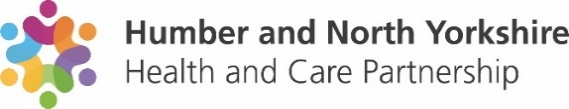 Humber and North Yorkshire
Health and Care Partnership